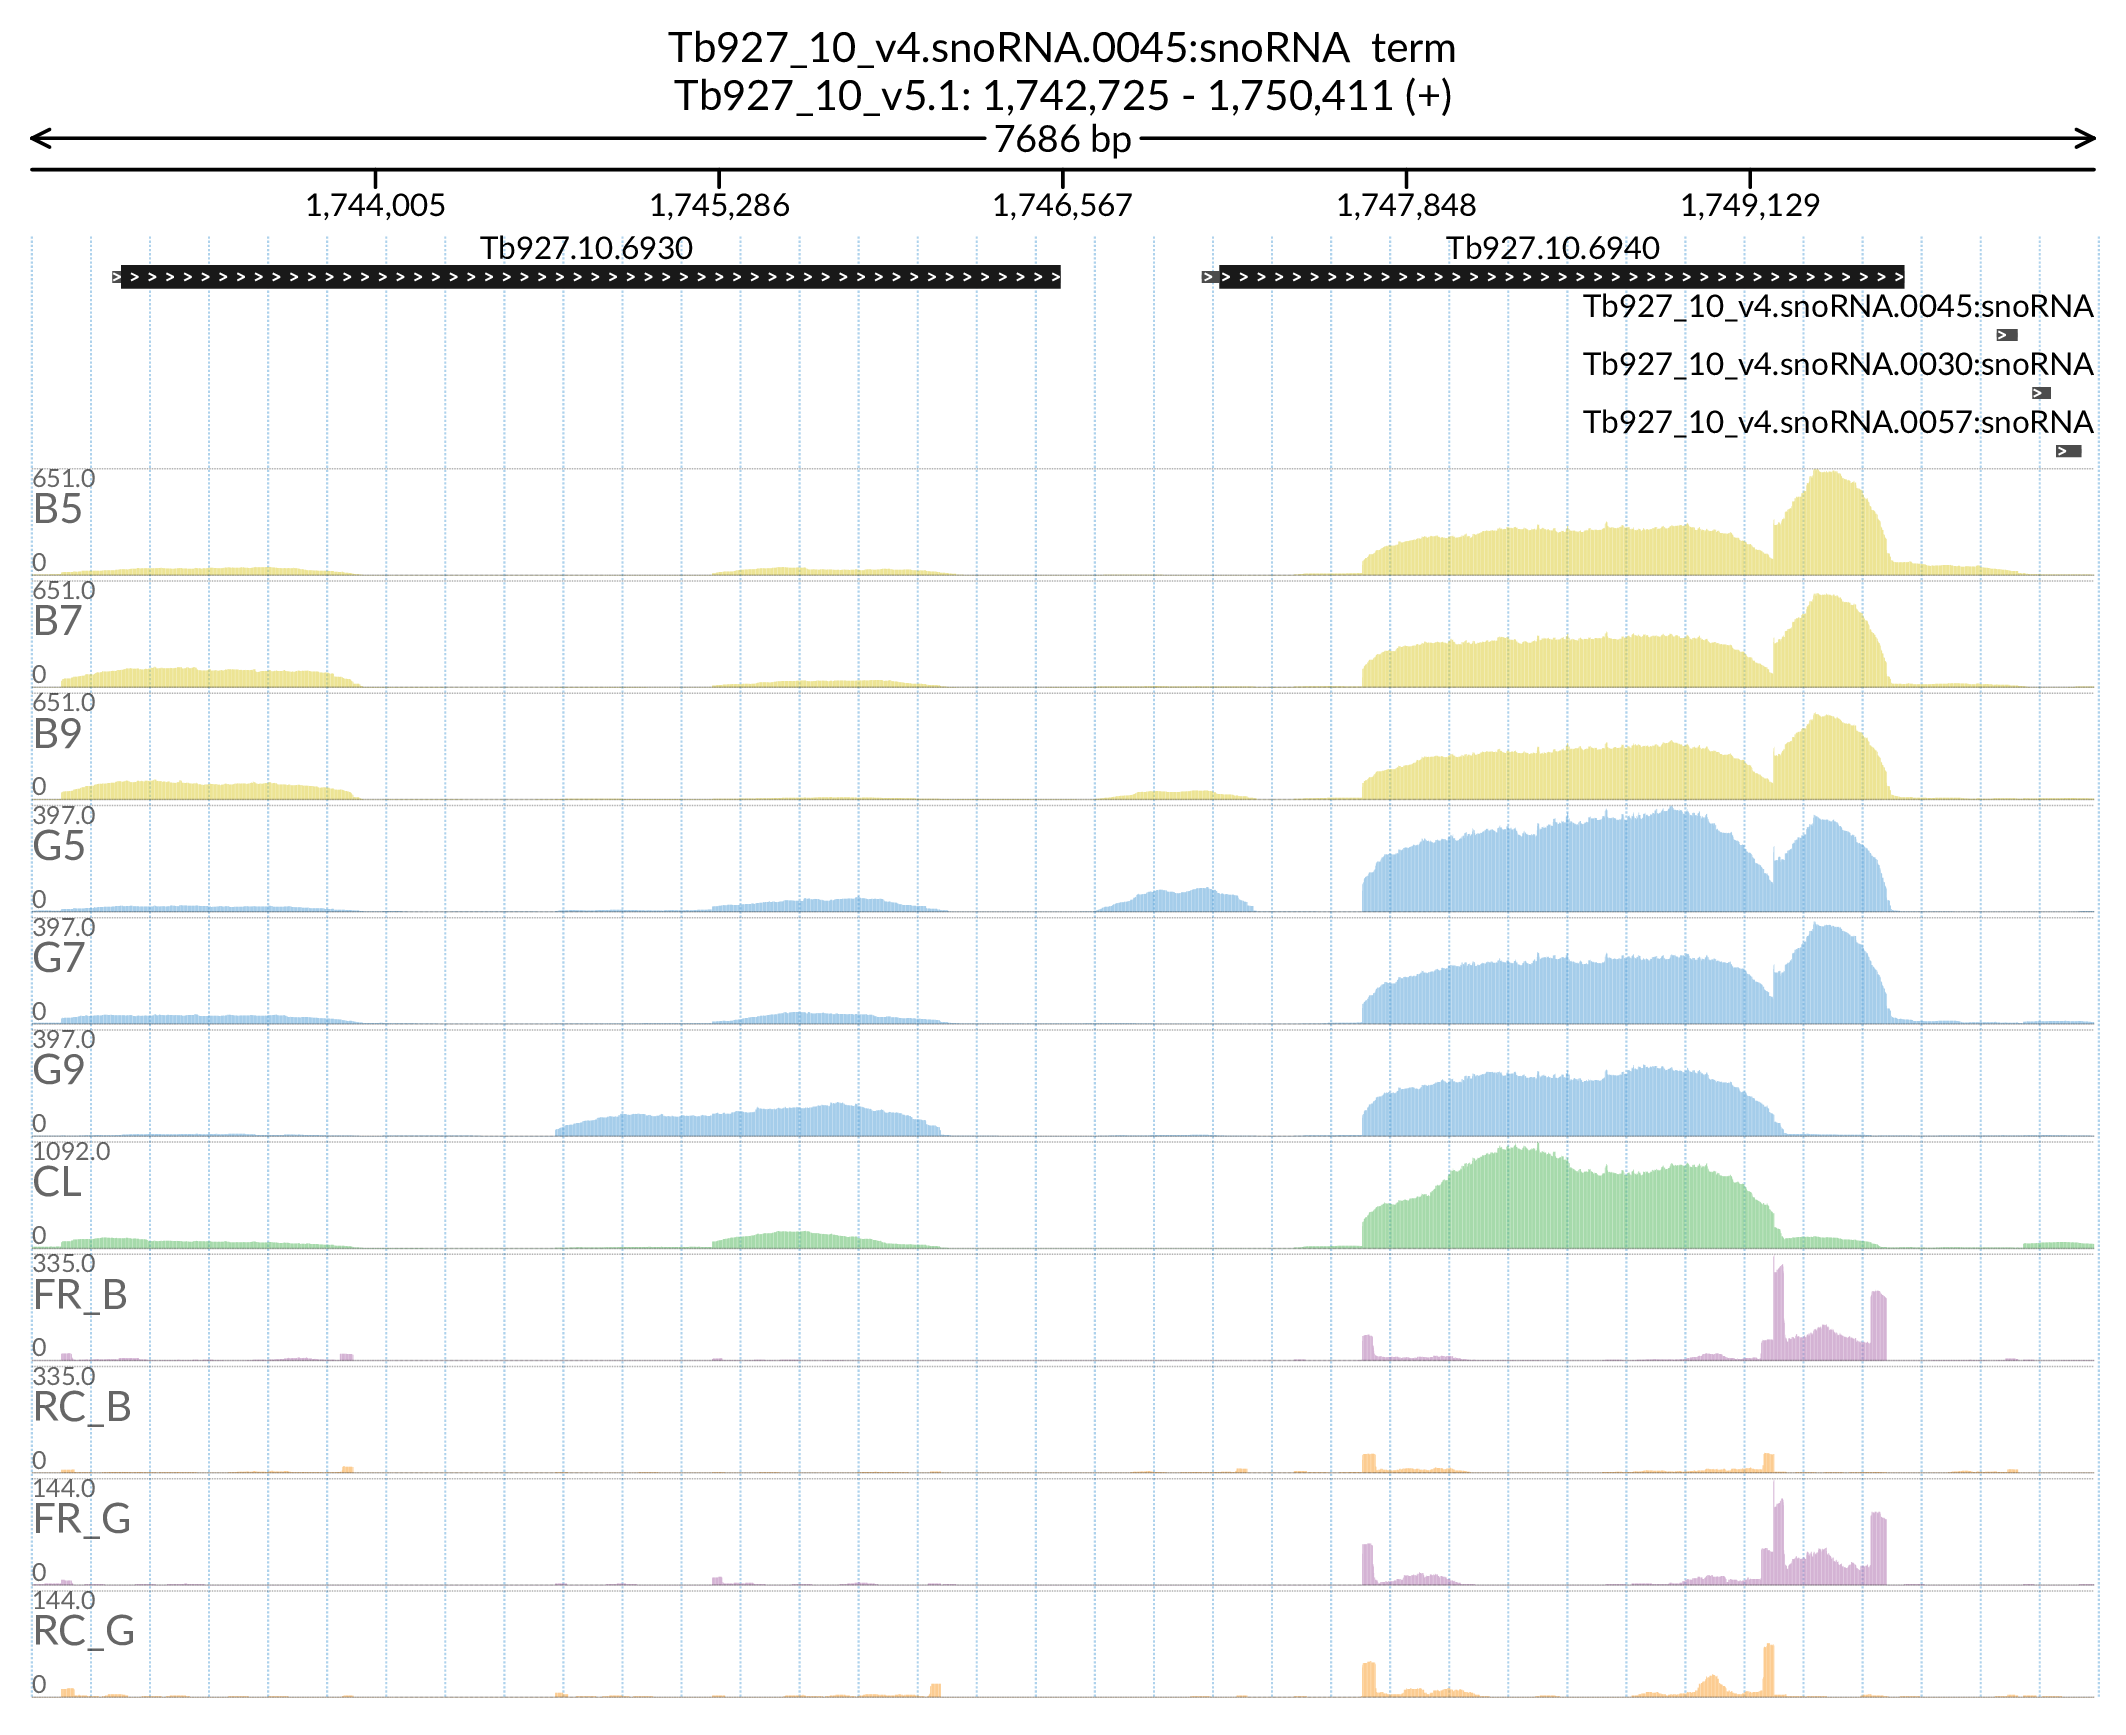 Tb927_10_v4.snoRNA.0045:snoRNA term
Tb927_10_v5.1: 1,742,725 - 1,750,411 (+)
7686 bp
1,744,005 1,745,286 1,746,567 1,747,848 1,749,129
Tb927.10.6930 Tb927.10.6940
Tb927_10_v4.snoRNA.0045:snoRNA
Tb927_10_v4.snoRNA.0030:snoRNA
Tb927_10_v4.snoRNA.0057:snoRNA
651.0
B5
0
651.0
B7
0
651.0
B9
0
397.0
G5
0
397.0
G7
0
397.0
G9
0
1092.0
CL
0
335.0
FR_B
0
335.0
RC_B
0
144.0
FR_G
0
144.0
RC_G
0